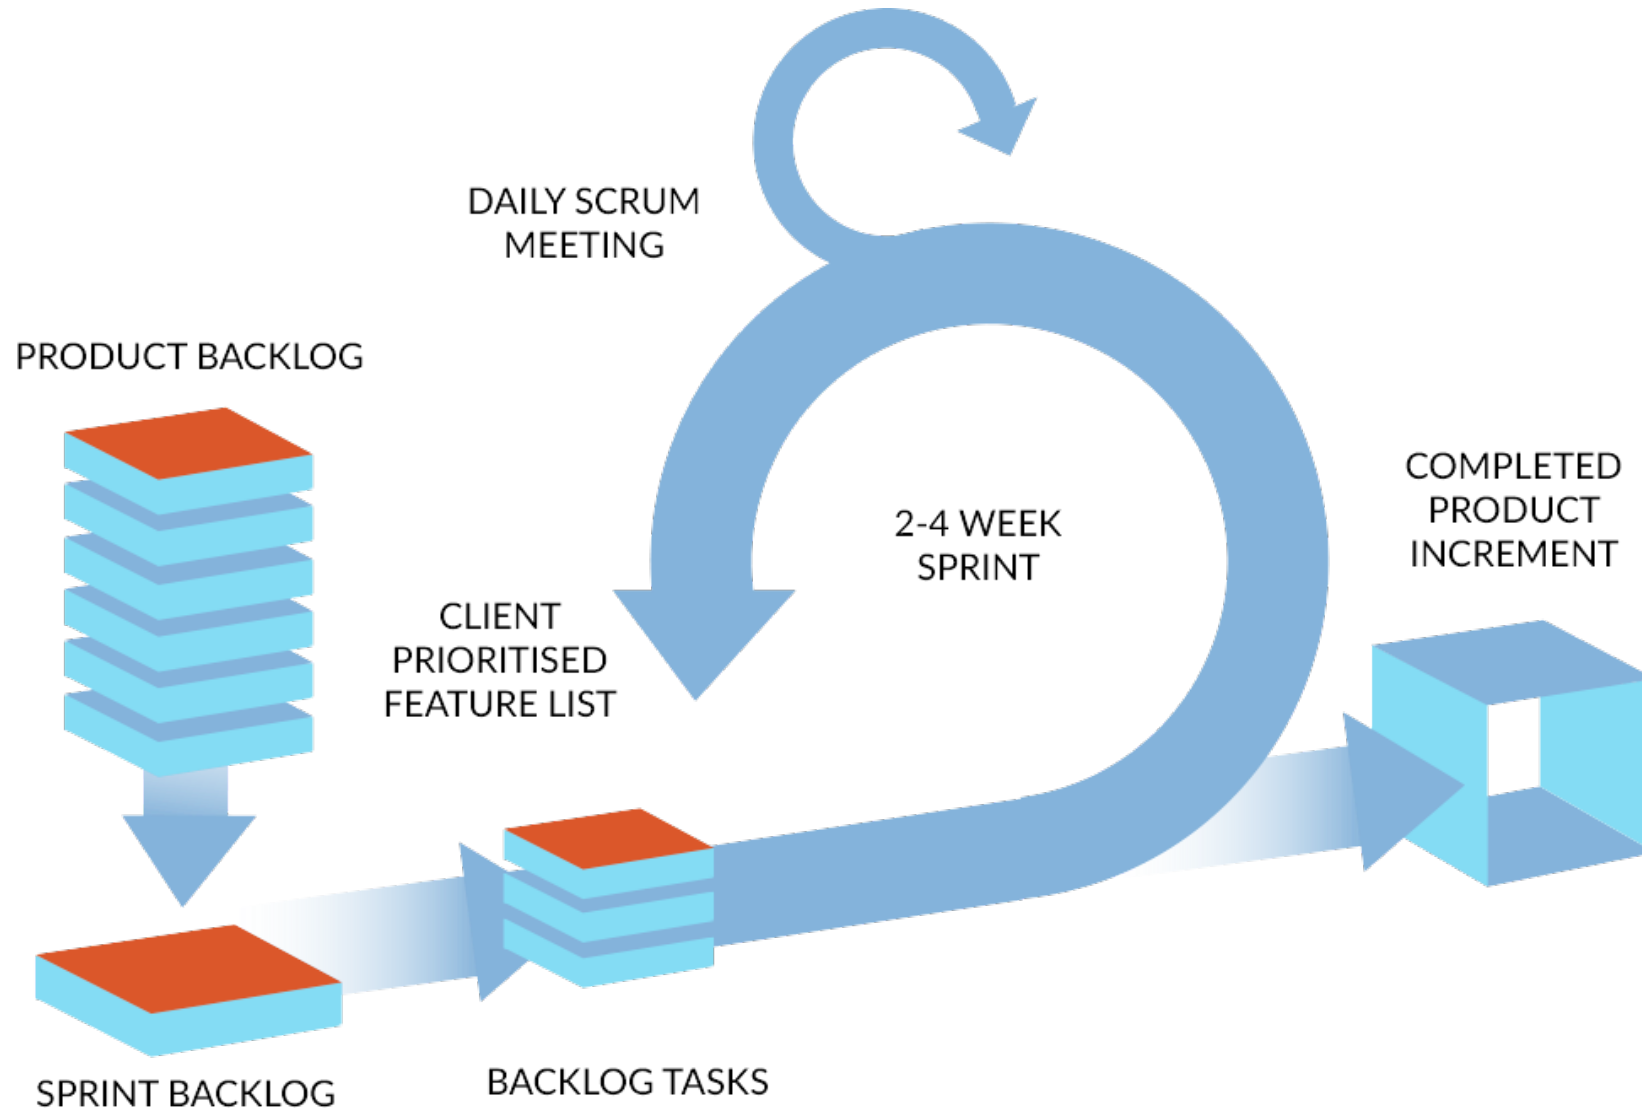 DAILY SCRUM
MEETING
PRODUCT BACKLOG
2-4 WEEK
SPRINT
COMPLETED
PRODUCT
INCREMENT
CLIENT
PRIORITISED
FEATURE LIST
SPRINT BACKLOG
BACKLOG TASKS